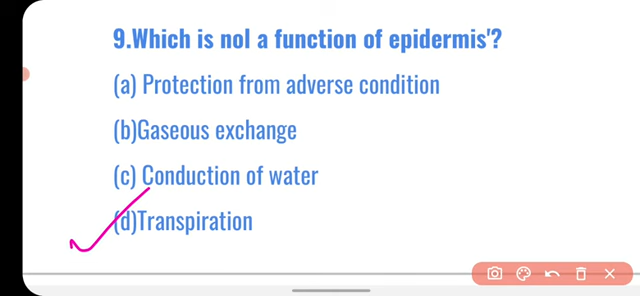 9.Which is nol a function of epidermis'?
(a) Protection from adverse condition
(b)Gaseous exchange
(c) Conduction of water
(d)Transpiration